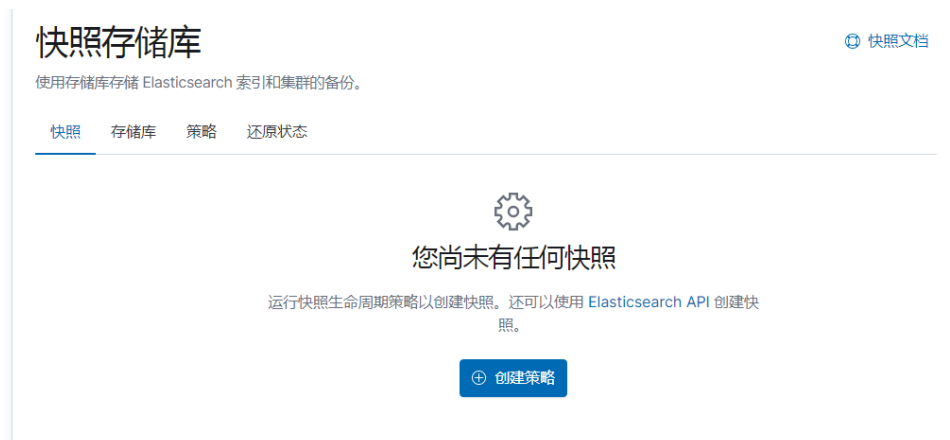 快照存储库
快照文档
使用存储库存储 Elasticsearch 索引和集群的备份。
快照 存储库 策略 还原状态
您尚未有任何快照
运行快照生命周期策略以创建快照。还可以使用 Elasticsearch API 创建快
照。
创建策略